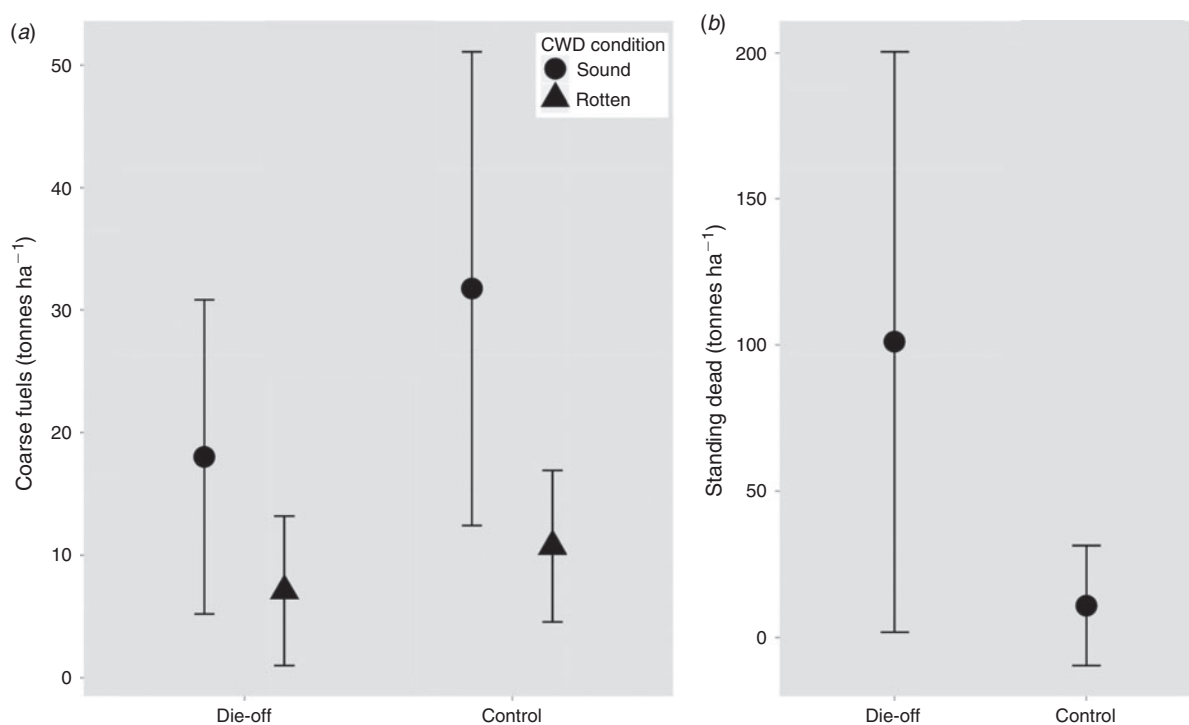 (a)
CWD condition
Sound
Rotten
50
40
30
20
10
0
Coarse fuels (tonnes ha−1)
Die-off Control
(b)
200
150
100
50
0
Standing dead (tonnes ha−1)
Die-off Control